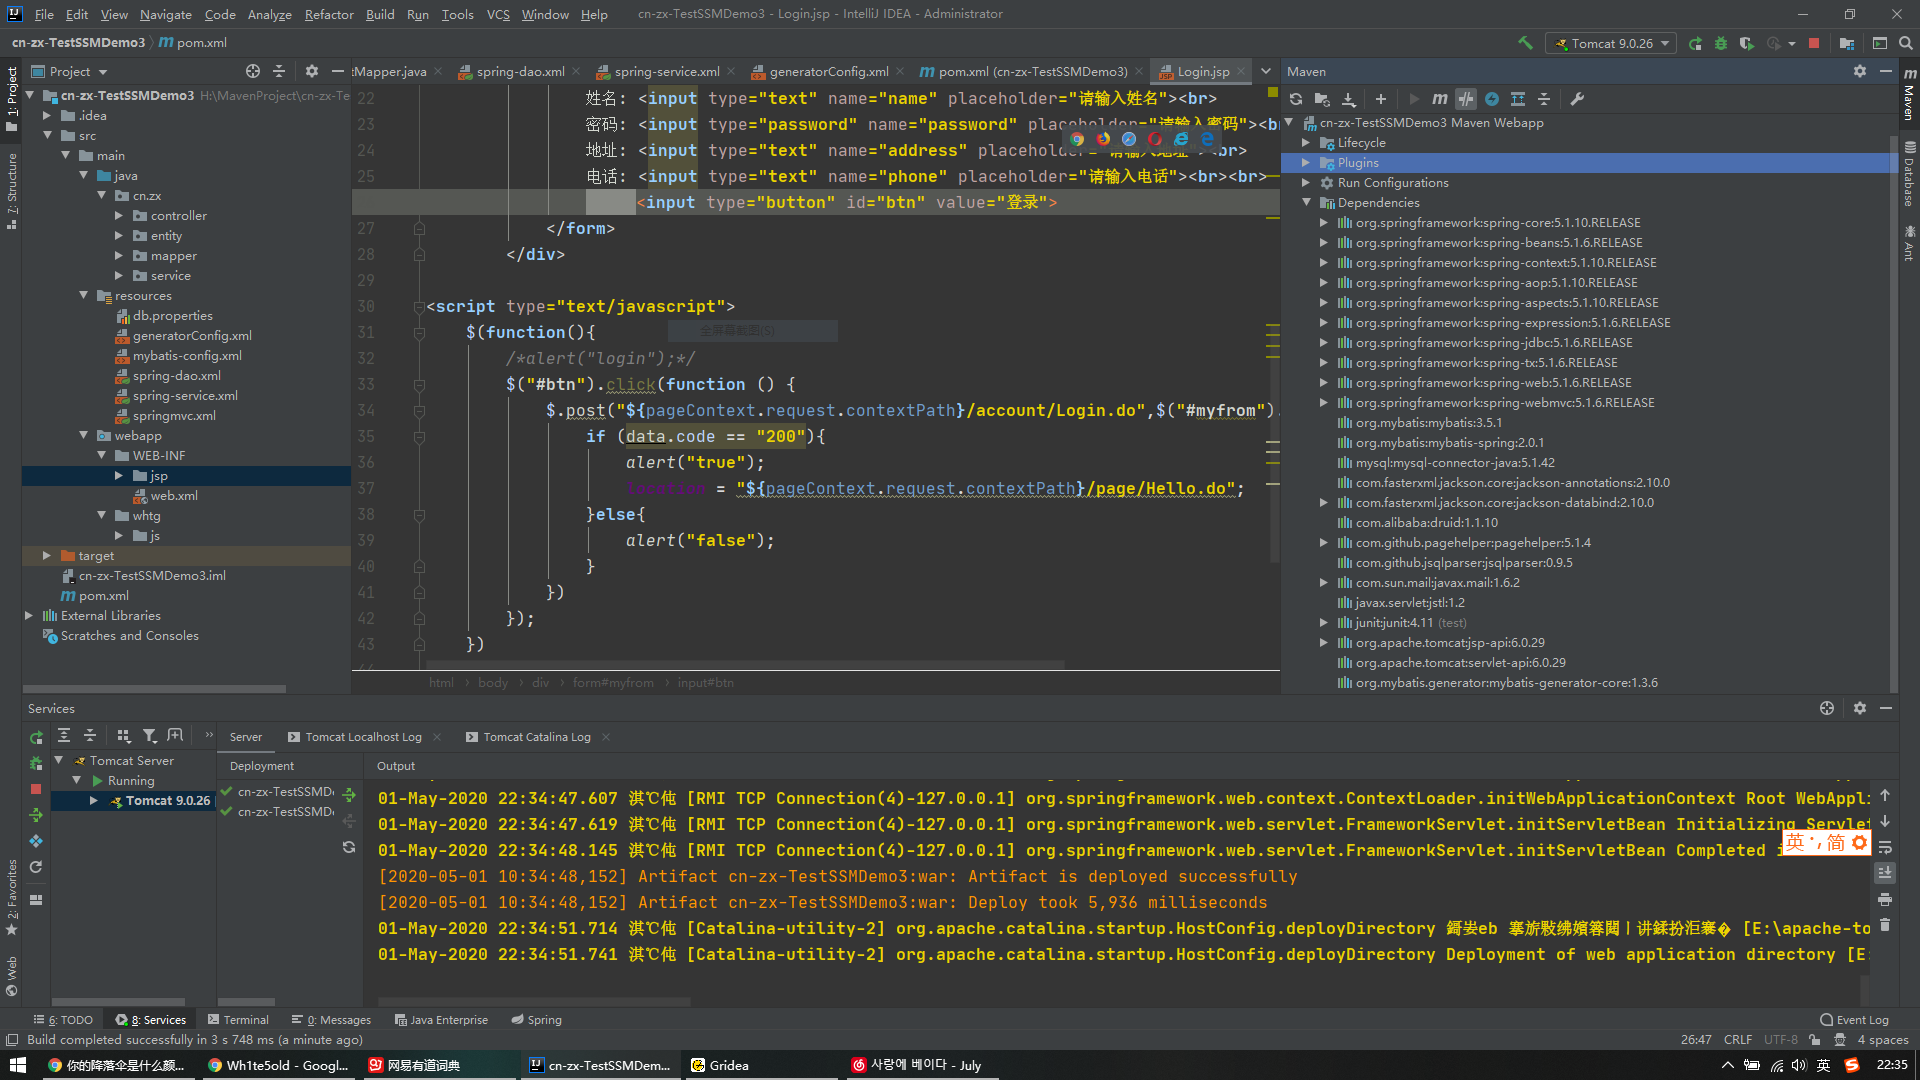 File Edit View Navigate Code Analyze Refactor Build Run Tools VCS Window Help cn-zx-TestSSMDemo3 - Login.jsp - IntelliJ IDEA - Administrator
cn-zx-TestSSMDemo3 pom.xml Tomcat 9.0.26
Project tMapper.java spring-dao.xml spring-service.xml generatorConfig.xml pom.xml (cn-zx-TestSSMDemo3) Login.jsp Maven
1: Project
7: Structure
2: Favorites
Web
Maven
Database
Ant
cn-zx-TestSSMDemo3 H:\MavenProject\cn-zx-Te
.idea
src
main
java
cn.zx
controller
entity
mapper
service
resources
db.properties
generatorConfig.xml
mybatis-config.xml
spring-dao.xml
spring-service.xml
springmvc.xml
webapp
WEB-INF
jsp
web.xml
whtg
js
target
cn-zx-TestSSMDemo3.iml
pom.xml
External Libraries
Scratches and Consoles
22 姓名: <input type="text" name="name" placeholder="请输入姓名"><br>
23 密码: <input type="password" name="password" placeholder="请输入密码"><br
24 地址: <input type="text" name="address" placeholder="请输入地址"><br>
25 电话: <input type="text" name="phone" placeholder="请输入电话"><br><br>
<input type="button" id="btn" value="登录">
27 </form>
28 </div>
29
30 <script type="text/javascript">
31 $(function(){
全屏幕截图(S)
32 /*alert("login");*/
33 $("#btn").click(function () {
34 $.post("${pageContext.request.contextPath}/account/Login.do",$("#myfrom").
35 if (data.code == "200"){
36 alert("true");
37 location = "${pageContext.request.contextPath}/page/Hello.do";
38 }else{
39 alert("false");
40 }
41 })
42 });
43 })
html body div form#myfrom input#btn
cn-zx-TestSSMDemo3 Maven Webapp
Lifecycle
Plugins
Run Configurations
Dependencies
org.springframework:spring-core:5.1.10.RELEASE
org.springframework:spring-beans:5.1.6.RELEASE
org.springframework:spring-context:5.1.10.RELEASE
org.springframework:spring-aop:5.1.10.RELEASE
org.springframework:spring-aspects:5.1.10.RELEASE
org.springframework:spring-expression:5.1.6.RELEASE
org.springframework:spring-jdbc:5.1.6.RELEASE
org.springframework:spring-tx:5.1.6.RELEASE
org.springframework:spring-web:5.1.6.RELEASE
org.springframework:spring-webmvc:5.1.6.RELEASE
org.mybatis:mybatis:3.5.1
org.mybatis:mybatis-spring:2.0.1
mysql:mysql-connector-java:5.1.42
com.fasterxml.jackson.core:jackson-annotations:2.10.0
com.fasterxml.jackson.core:jackson-databind:2.10.0
com.alibaba:druid:1.1.10
com.github.pagehelper:pagehelper:5.1.4
com.github.jsqlparser:jsqlparser:0.9.5
com.sun.mail:javax.mail:1.6.2
javax.servlet:jstl:1.2
junit:junit:4.11 (test)
org.apache.tomcat:jsp-api:6.0.29
org.apache.tomcat:servlet-api:6.0.29
org.mybatis.generator:mybatis-generator-core:1.3.6
Services
Server Tomcat Localhost Log Tomcat Catalina Log
Tomcat Server
Running
Tomcat 9.0.26
Deployment
cn-zx-TestSSMD
cn-zx-TestSSMD
Output
01-May-2020 22:34:47.607 淇℃伅 [RMI TCP Connection(4)-127.0.0.1] org.springframework.web.context.ContextLoader.initWebApplicationContext Root WebAppl
01-May-2020 22:34:47.619 淇℃伅 [RMI TCP Connection(4)-127.0.0.1] org.springframework.web.servlet.FrameworkServlet.initServletBean Initializing Servlet
01-May-2020 22:34:48.145 淇℃伅 [RMI TCP Connection(4)-127.0.0.1] org.springframework.web.servlet.FrameworkServlet.initServletBean Completed i
[2020-05-01 10:34:48,152] Artifact cn-zx-TestSSMDemo3:war: Artifact is deployed successfully
[2020-05-01 10:34:48,152] Artifact cn-zx-TestSSMDemo3:war: Deploy took 5,936 milliseconds
01-May-2020 22:34:51.714 淇℃伅 [Catalina-utility-2] org.apache.catalina.startup.HostConfig.deployDirectory [E:\apache-to
01-May-2020 22:34:51.741 淇℃伅 [Catalina-utility-2] org.apache.catalina.startup.HostConfig.deployDirectory Deployment of web application directory [E:
英 简
6: TODO 8: Services Terminal 0: Messages Java Enterprise Spring Event Log
Build completed successfully in 3 s 748 ms (a minute ago) 26:47 CRLF UTF-8 4 spaces
你的降落伞是什么颜... Wh1te5old - Googl... 网易有道词典 cn-zx-TestSSMDem... Gridea 사랑에 베이다 - July 英 22:35